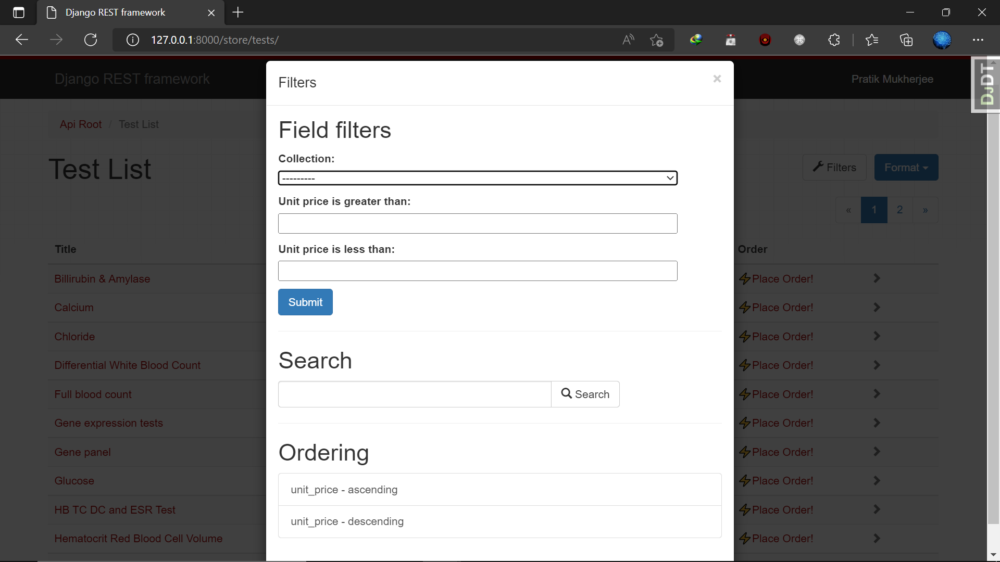 Django REST framework
127.0.0.1:8000/store/tests/
Django REST framework
Pratik Mukherjee
DJDT
Api Root / Test List
Test List
Filters
Format
« 1 2 »
Title
Order
Billirubin & Amylase
Place Order!
Calcium
Place Order!
Chloride
Place Order!
Differential White Blood Count
Place Order!
Full blood count
Place Order!
Gene expression tests
Place Order!
Gene panel
Place Order!
Glucose
Place Order!
HB TC DC and ESR Test
Place Order!
Hematocrit Red Blood Cell Volume
Place Order!
Filters ×
Field filters
Collection:
---------
Unit price is greater than:
Unit price is less than:
Submit
Search
Search
Ordering
unit_price - ascending
unit_price - descending